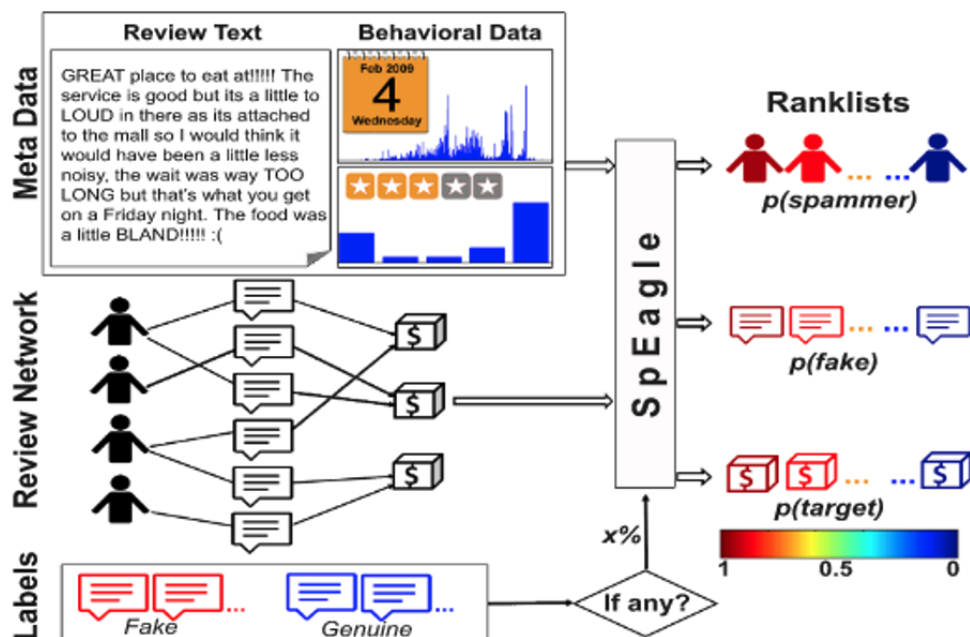 Meta Data
Review Text
GREAT place to eat at!!!!! The
service is good but its a little to
LOUD in there as its attached
to the mall so I would think it
would have been a little less
noisy, the wait was way TOO
LONG but that's what you get
on a Friday night. The food was
a little BLAND!!!!! :(
Behavioral Data
Feb 2009
4
Wednesday
Review Network
$
$
$
Labels
Fake
...
Genuine
...
If any?
x%
SpEagle
Ranklists
... ...
p(spammer)
... ...
p(fake)
$ $ ... ... $
p(target)
1 0.5 0